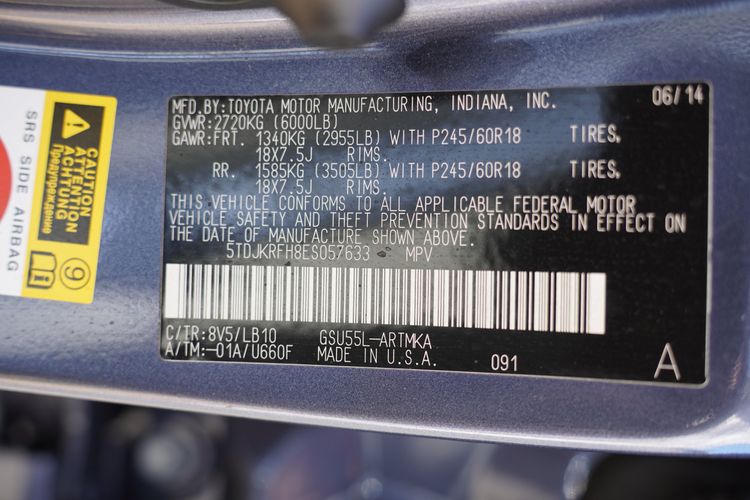 MFD.BY:TOYOTA MOTOR MANUFACTURING, INDIANA, INC. 06/14
GVWR:2720KG (6000LB)
GAWR:FRT. 1340KG (2955LB) WITH P245/60R18 TIRES,
18X7.5J RIMS.
RR. 1585KG (3505LB) WITH P245/60R18 TIRES,
18X7.5J RIMS.
THIS VEHICLE CONFORMS TO ALL APPLICABLE FEDERAL MOTOR
VEHICLE SAFETY AND THEFT PREVENTION STANDARDS IN EFFECT ON
THE DATE OF MANUFACTURE SHOWN ABOVE.
5TDJKRFH8ES057633 MPV
C/TR:8V5/LB10 GSU55L-ARTMKA
A/TM:-01A/U660F MADE IN U.S.A. 091 A
CAUTION
ATTENTION
ACHTUNG
Предупреждение
9
SRS SIDE AIRBAG